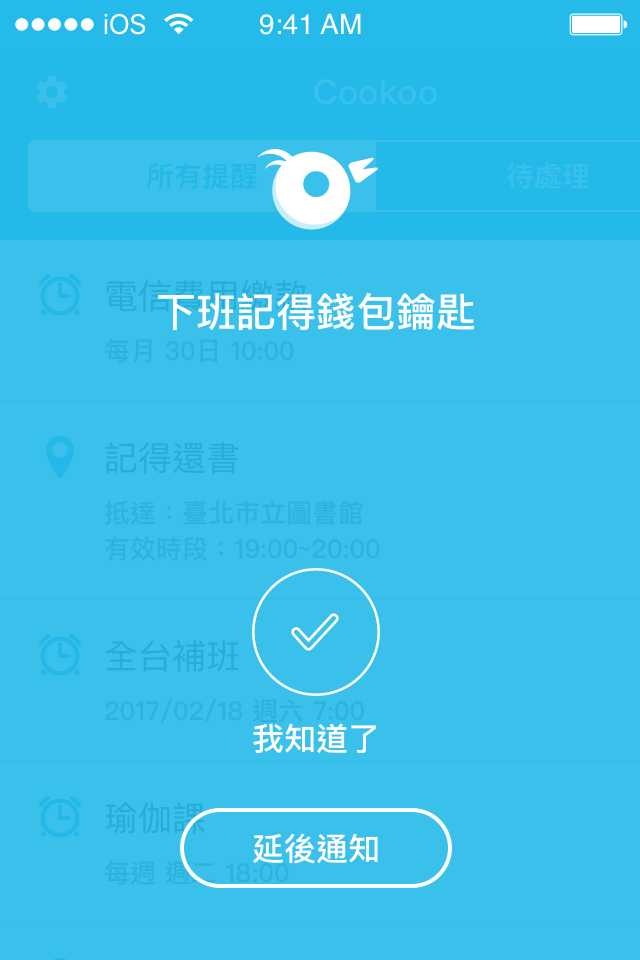 iOS 9:41 AM
Cookoo
所有提醒 待處理
電信費用繳款
下班記得錢包鑰匙
每月 30日 10:00
記得還書
抵達：臺北市立圖書館
有效時段：19:00~20:00
全台補班
2017/02/18 週六 7:00
我知道了
瑜伽課
延後通知
每週 週二 18:00